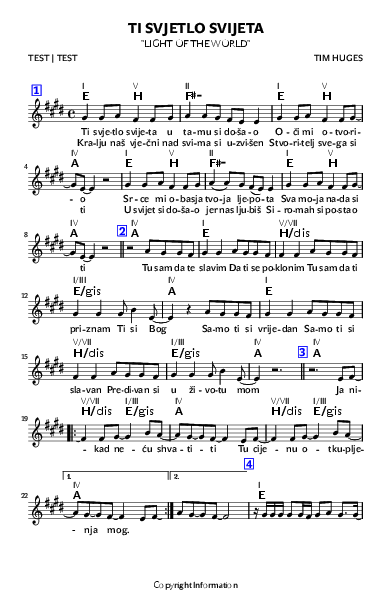 TI SVJETLO SVIJETA
"LIGHT OF THE WORLD"
TEST | TEST TIM HUGES
1 I V II I V
E H F#- E H
Ti svje-tlo svije-ta u ta-mu si do-ša-o O-či mi o-tvo-ri-
Kra-lju naš vje-čni nad svi-ma si u-zvišen Stvo-ri-telj sve-ga si
4 IV I V II I V
A E H F#- E H
-o Sr-ce mi o-basja tvo-ja lje-po-ta Sva mo-ja na-da si
ti U svijet si do-ša-o jer nas lju-biš Si-ro-mah si postao
8 IV 2 IV I V/VII
A A E H/dis
ti Tu sam da te slavim Da ti se po-klonim Tu sam da ti
12 I/III IV I
E/gis A E
pri-znam Ti si Bog Sa-mo ti si vrije-dan Sa-mo ti si
15 V/VII I/III IV 3 IV
H/dis E/gis A A
sla-van Pre-di-van si u ži-vo-tu mom Ja ni-
19 V/VII I/III IV V/VII I/III
H/dis E/gis A H/dis E/gis
-kad ne-ću shva-ti-ti Tu cije-nu o-tku-plje-
1. 2. 4
22 IV I
A E
-nja mog.
Copyright Information